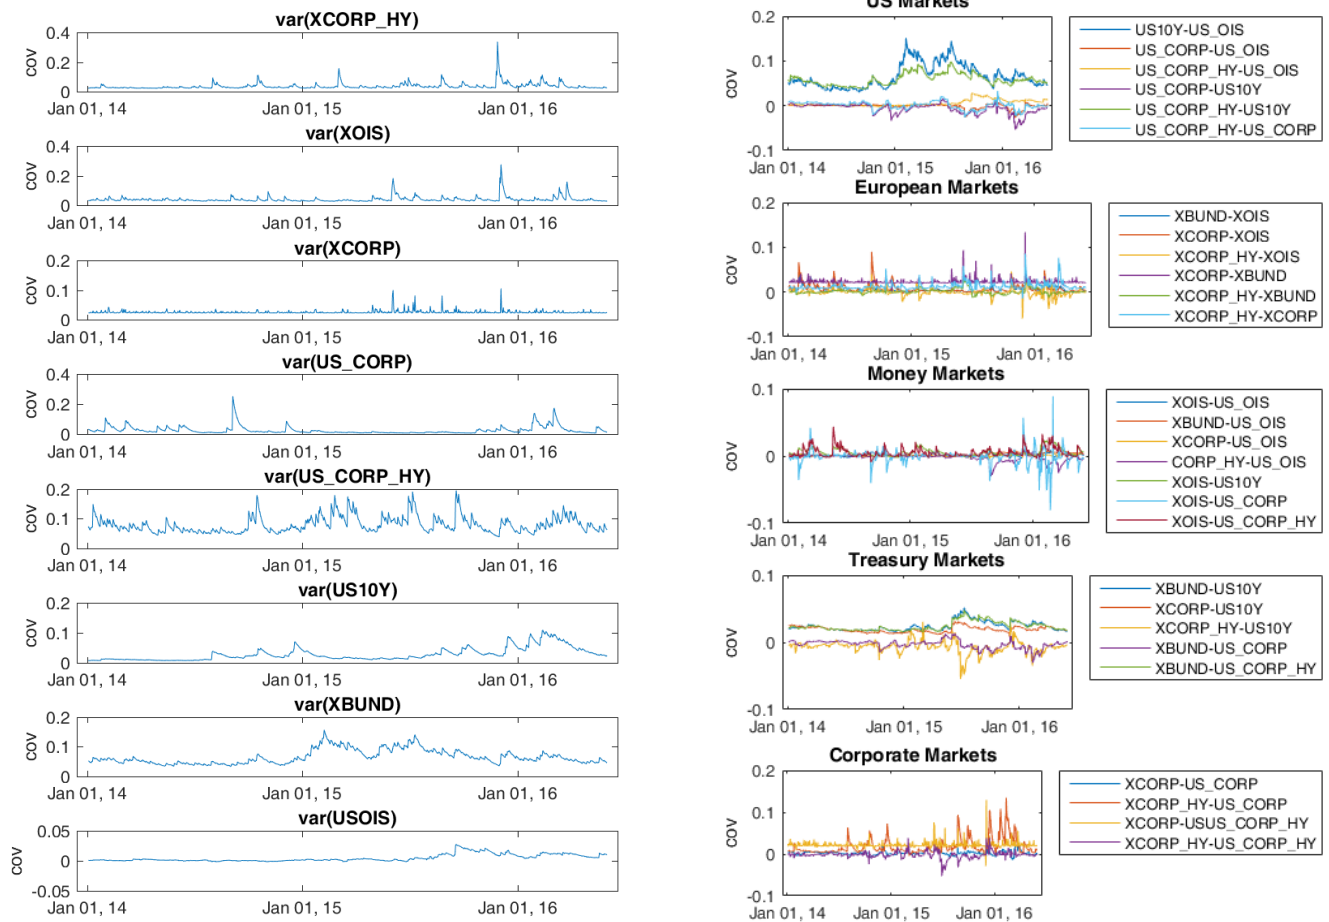 var(XCORP_HY)
0.4
0.2
0
cov
Jan 01, 14
Jan 01, 15
Jan 01, 16
var(XOIS)
0.4
0.2
0
cov
Jan 01, 14
Jan 01, 15
Jan 01, 16
var(XCORP)
0.2
0.1
0
cov
Jan 01, 14
Jan 01, 15
Jan 01, 16
var(US_CORP)
0.4
0.2
0
cov
Jan 01, 14
Jan 01, 15
Jan 01, 16
var(US_CORP_HY)
0.2
0.1
0
cov
Jan 01, 14
Jan 01, 15
Jan 01, 16
var(US10Y)
0.2
0.1
0
cov
Jan 01, 14
Jan 01, 15
Jan 01, 16
var(XBUND)
0.2
0.1
0
cov
Jan 01, 14
Jan 01, 15
Jan 01, 16
var(USOIS)
0.05
0
-0.05
cov
Jan 01, 14
Jan 01, 15
Jan 01, 16
US Markets
0.2
0.1
0
-0.1
cov
Jan 01, 14
Jan 01, 15
Jan 01, 16
US10Y-US_OIS
US_CORP-US_OIS
US_CORP_HY-US_OIS
US_CORP-US10Y
US_CORP_HY-US10Y
US_CORP_HY-US_CORP
European Markets
0.2
0.1
0
-0.1
cov
Jan 01, 14
Jan 01, 15
Jan 01, 16
XBUND-XOIS
XCORP-XOIS
XCORP_HY-XOIS
XCORP-XBUND
XCORP_HY-XBUND
XCORP_HY-XCORP
Money Markets
0.1
0
-0.1
cov
Jan 01, 14
Jan 01, 15
Jan 01, 16
XOIS-US_OIS
XBUND-US_OIS
XCORP-US_OIS
CORP_HY-US_OIS
XOIS-US10Y
XOIS-US_CORP
XOIS-US_CORP_HY
Treasury Markets
0.1
0
-0.1
cov
Jan 01, 14
Jan 01, 15
Jan 01, 16
XBUND-US10Y
XCORP-US10Y
XCORP_HY-US10Y
XBUND-US_CORP
XBUND-US_CORP_HY
Corporate Markets
0.2
0.1
0
-0.1
cov
Jan 01, 14
Jan 01, 15
Jan 01, 16
XCORP-US_CORP
XCORP_HY-US_CORP
XCORP-USUS_CORP_HY
XCORP_HY-US_CORP_HY